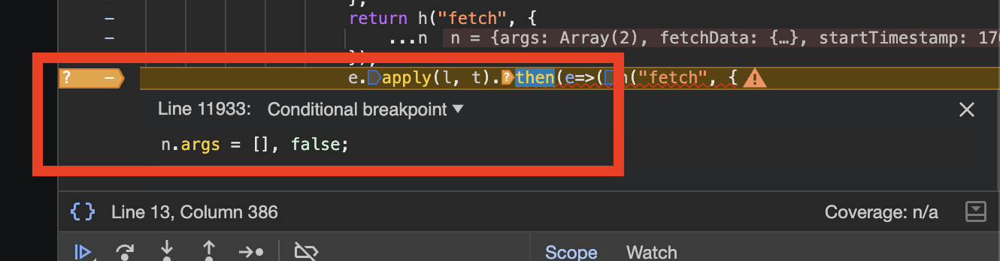 return h("fetch", {
...n n = {args: Array(2), fetchData: {…}, startTimestamp: 17
});
? – e.apply(l, t).?then(e=>(h("fetch", {
Line 11933: Conditional breakpoint
n.args = [], false;
{} Line 13, Column 386 Coverage: n/a
Scope Watch